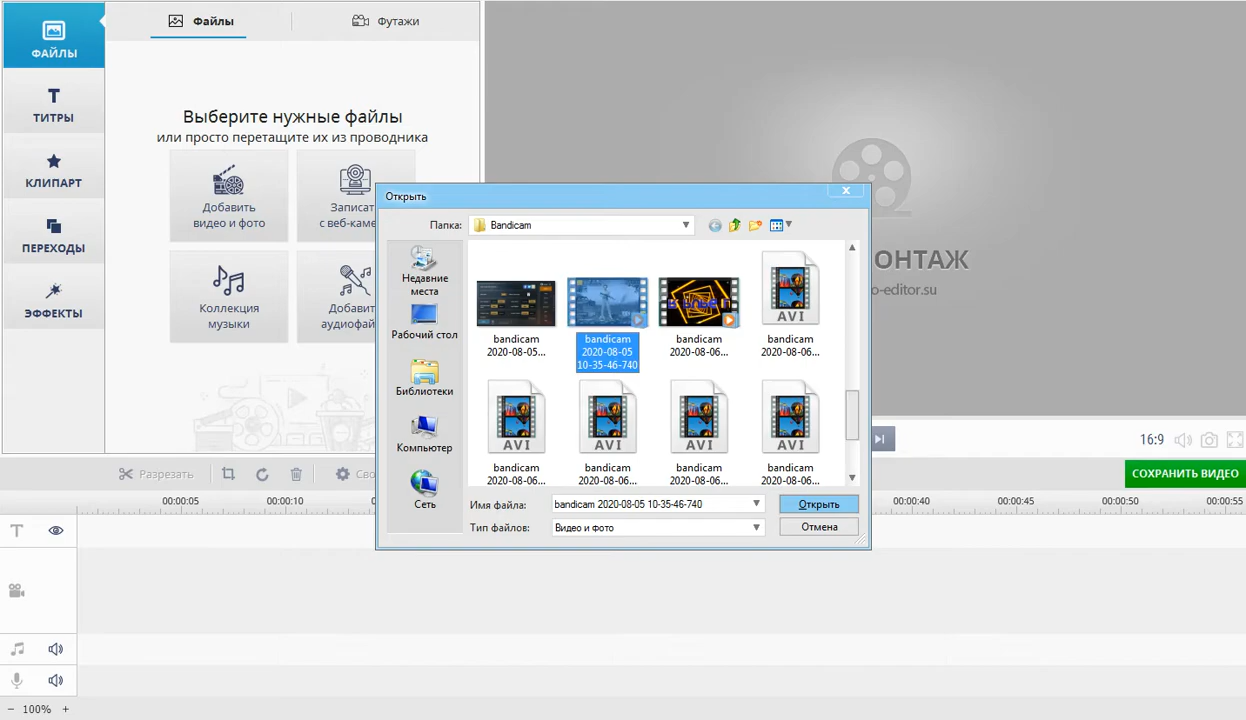 ФАЙЛЫ
ТИТРЫ
КЛИПАРТ
ПЕРЕХОДЫ
ЭФФЕКТЫ
Файлы
Футажи
Выберите нужные файлы
или просто перетащите их из проводника
Добавить
видео и фото
Записат
с веб-каме
Коллекция
музыки
Добавит
аудиофай
ОНТАЖ
o-editor.su
Открыть
Папка:
Bandicam
Недавние
места
Рабочий стол
Библиотеки
Компьютер
Сеть
bandicam
2020-08-05...
bandicam
2020-08-05
10-35-46-740
bandicam
2020-08-06...
AVI
bandicam
2020-08-06...
AVI
bandicam
2020-08-06...
AVI
bandicam
2020-08-06...
AVI
bandicam
2020-08-06...
AVI
bandicam
2020-08-06...
Имя файла:
bandicam 2020-08-05 10-35-46-740
Открыть
Тип файлов:
Видео и фото
Отмена
16:9
Разрезать
Сво
СОХРАНИТЬ ВИДЕО
00:00:05
00:00:10
00:00:40
00:00:45
00:00:50
00:00:55
T
− 100% +